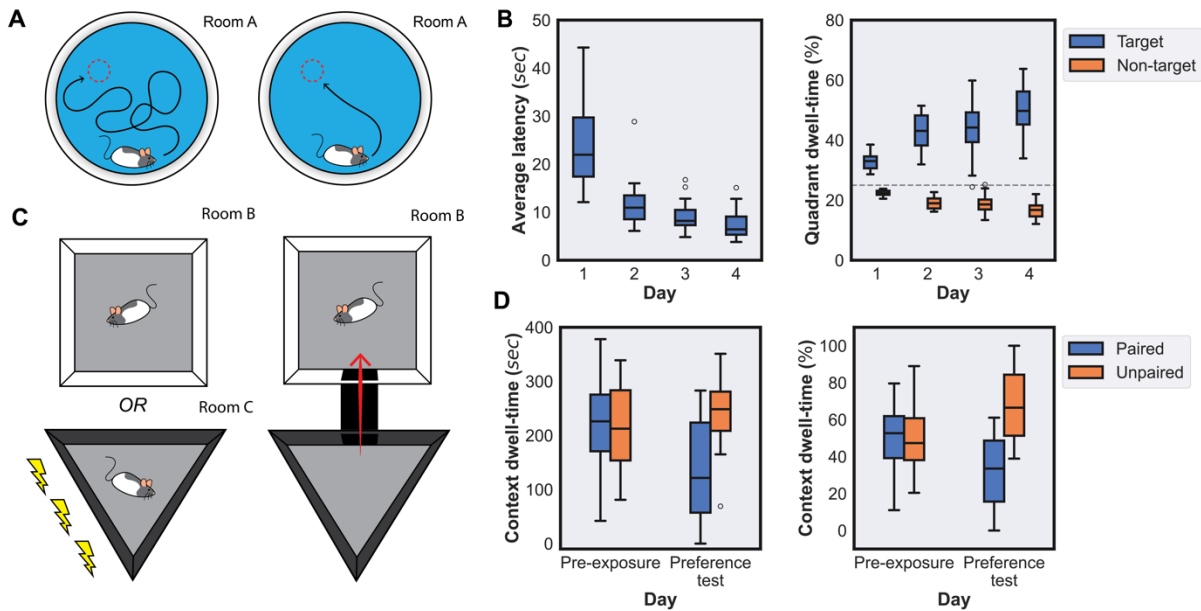 A
Room A
Room A
B
Average latency (sec)
50
40
30
20
10
0
1 2 3 4
Day
Quadrant dwell-time (%)
80
60
40
20
0
1 2 3 4
Day
Target
Non-target
C
Room B
Room B
OR
Room C
D
Context dwell-time (sec)
400
300
200
100
0
Pre-exposure Preference
test
Day
Context dwell-time (%)
100
80
60
40
20
0
Pre-exposure Preference
test
Day
Paired
Unpaired